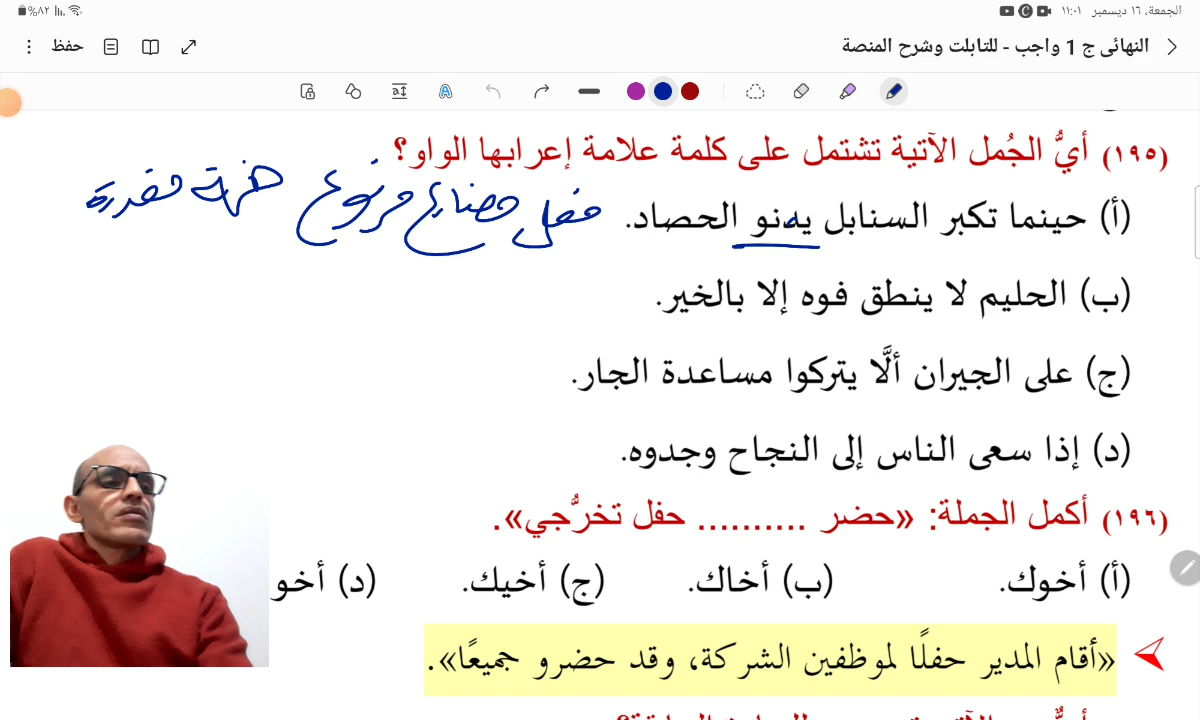 الجمعة، ١٦ ديسمبر ١١:٠١
٨٢%
النهائى ج 1 واجب - للتابلت وشرح المنصة
حفظ
(١٩٥) أيُّ الجُمل الآتية تشتمل على كلمة علامة إعرابها الواو؟
(أ) حينما تكبر السنابل يدنو الحصاد.
فعل مضارع مرفوع ضمة مقدرة
(ب) الحليم لا ينطق فوه إلا بالخير.
(ج) على الجيران ألَّا يتركوا مساعدة الجار.
(د) إذا سعى الناس إلى النجاح وجدوه.
(١٩٦) أكمل الجملة: «حضر .......... حفل تخرُّجي».
(أ) أخوك. (ب) أخاك. (ج) أخيك. (د) أخو
«أقام المدير حفلًا لموظفين الشركة، وقد حضرو جميعًا».